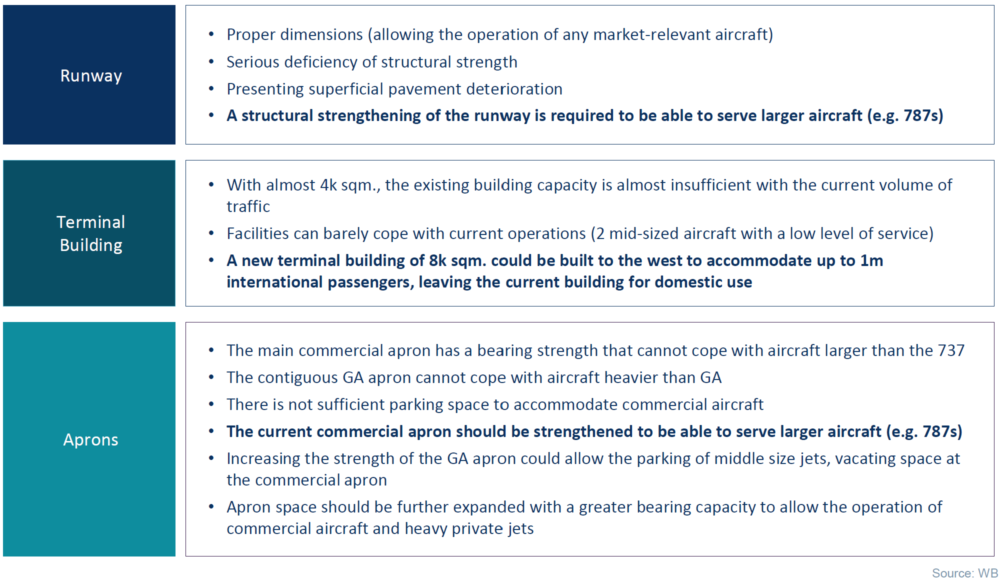 Runway
• Proper dimensions (allowing the operation of any market-relevant aircraft)
• Serious deficiency of structural strength
• Presenting superficial pavement deterioration
• A structural strengthening of the runway is required to be able to serve larger aircraft (e.g. 787s)
Terminal
Building
• With almost 4k sqm., the existing building capacity is almost insufficient with the current volume of
traffic
• Facilities can barely cope with current operations (2 mid-sized aircraft with a low level of service)
• A new terminal building of 8k sqm. could be built to the west to accommodate up to 1m
international passengers, leaving the current building for domestic use
Aprons
• The main commercial apron has a bearing strength that cannot cope with aircraft larger than the 737
• The contiguous GA apron cannot cope with aircraft heavier than GA
• There is not sufficient parking space to accommodate commercial aircraft
• The current commercial apron should be strengthened to be able to serve larger aircraft (e.g. 787s)
• Increasing the strength of the GA apron could allow the parking of middle size jets, vacating space at
the commercial apron
• Apron space should be further expanded with a greater bearing capacity to allow the operation of
commercial aircraft and heavy private jets
Source: WB